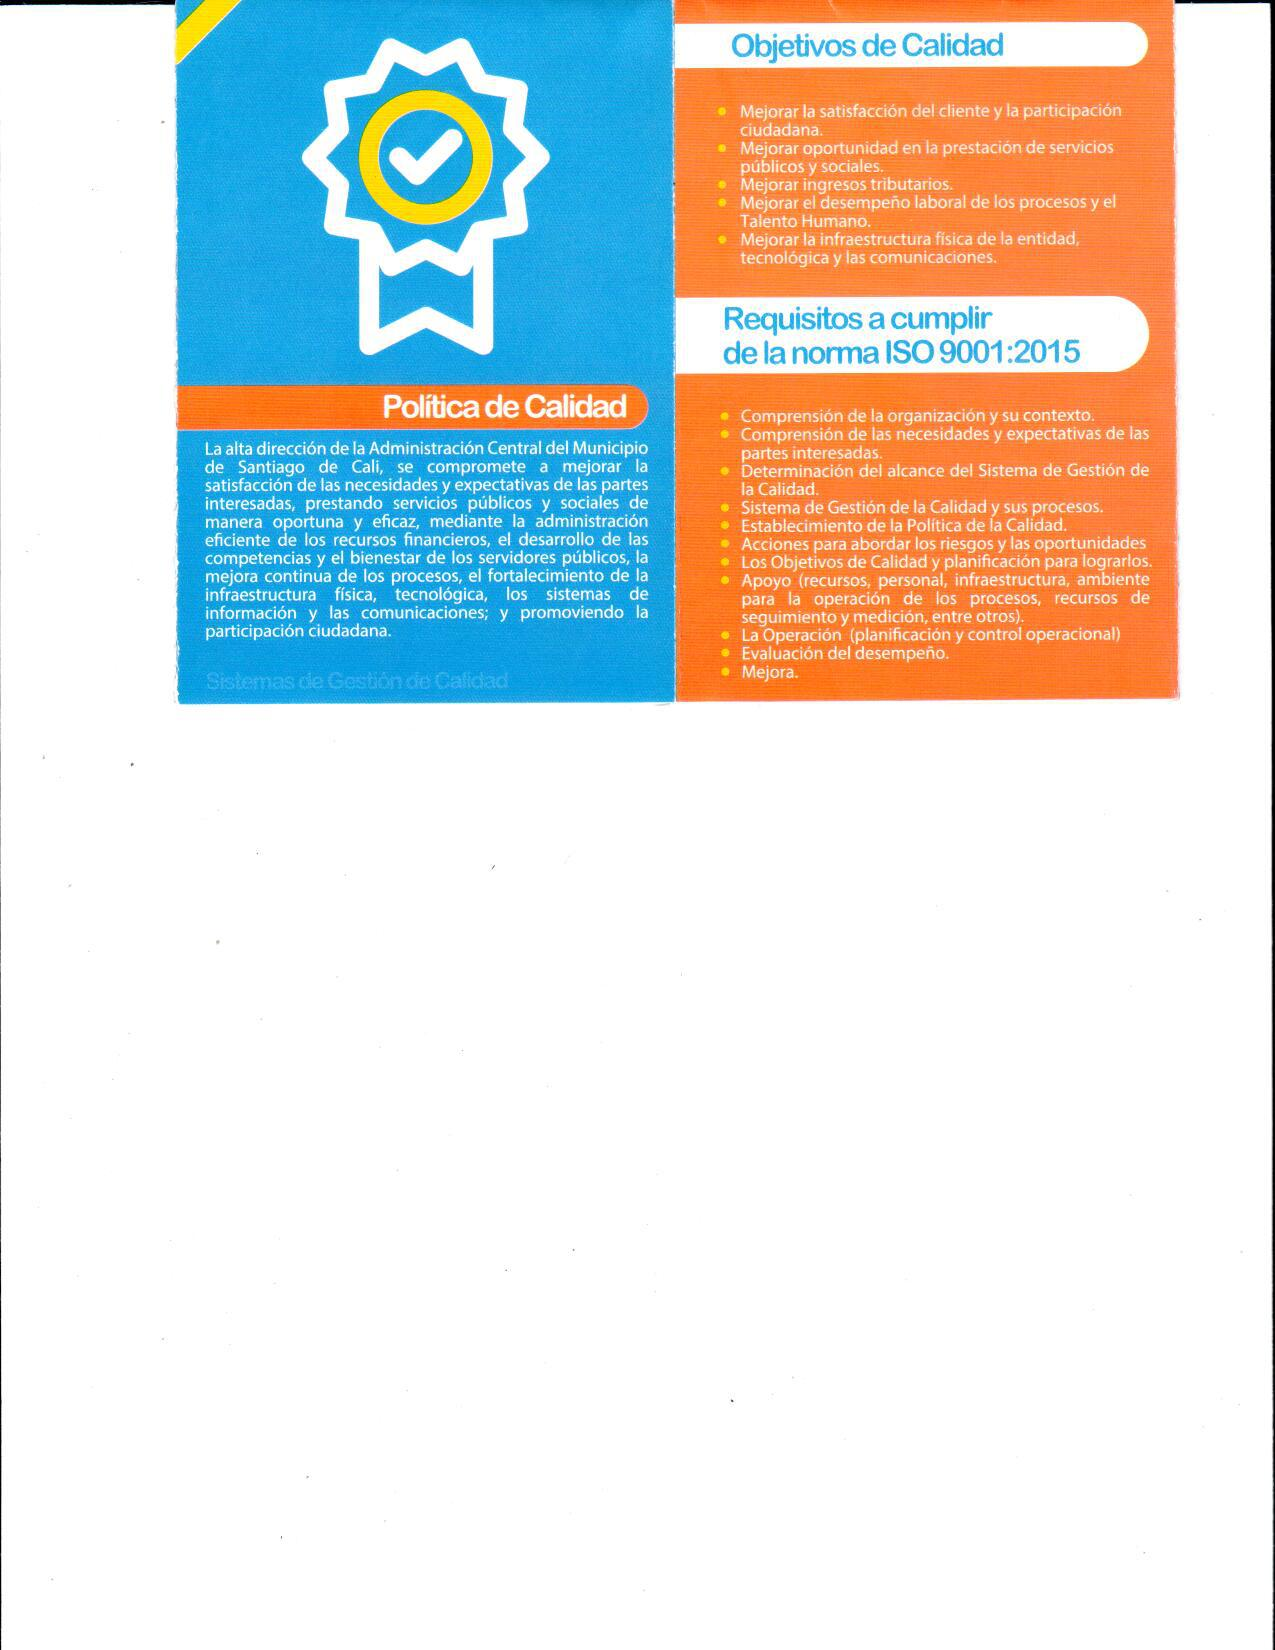 Política de Calidad
La alta dirección de la Administración Central del Municipio
de Santiago de Cali, se compromete a mejorar la
satisfacción de las necesidades y expectativas de las partes
interesadas, prestando servicios públicos y sociales de
manera oportuna y eficaz, mediante la administración
eficiente de los recursos financieros, el desarrollo de las
competencias y el bienestar de los servidores públicos, la
mejora continua de los procesos, el fortalecimiento de la
infraestructura física, tecnológica, los sistemas de
información y las comunicaciones; y promoviendo la
participación ciudadana.
Sistemas de Gestión de Calidad
Objetivos de Calidad
Mejorar la satisfacción del cliente y la participación
ciudadana.
Mejorar oportunidad en la prestación de servicios
públicos y sociales.
Mejorar ingresos tributarios.
Mejorar el desempeño laboral de los procesos y el
Talento Humano.
Mejorar la infraestructura física de la entidad,
tecnológica y las comunicaciones.
Requisitos a cumplir
de la norma ISO 9001:2015
Comprensión de la organización y su contexto.
Comprensión de las necesidades y expectativas de las
partes interesadas.
Determinación del alcance del Sistema de Gestión de
la Calidad.
Sistema de Gestión de la Calidad y sus procesos.
Establecimiento de la Política de la Calidad.
Acciones para abordar los riesgos y las oportunidades
Los Objetivos de Calidad y planificación para lograrlos.
Apoyo (recursos, personal, infraestructura, ambiente
para la operación de los procesos, recursos de
seguimiento y medición, entre otros).
La Operación (planificación y control operacional)
Evaluación del desempeño.
Mejora.